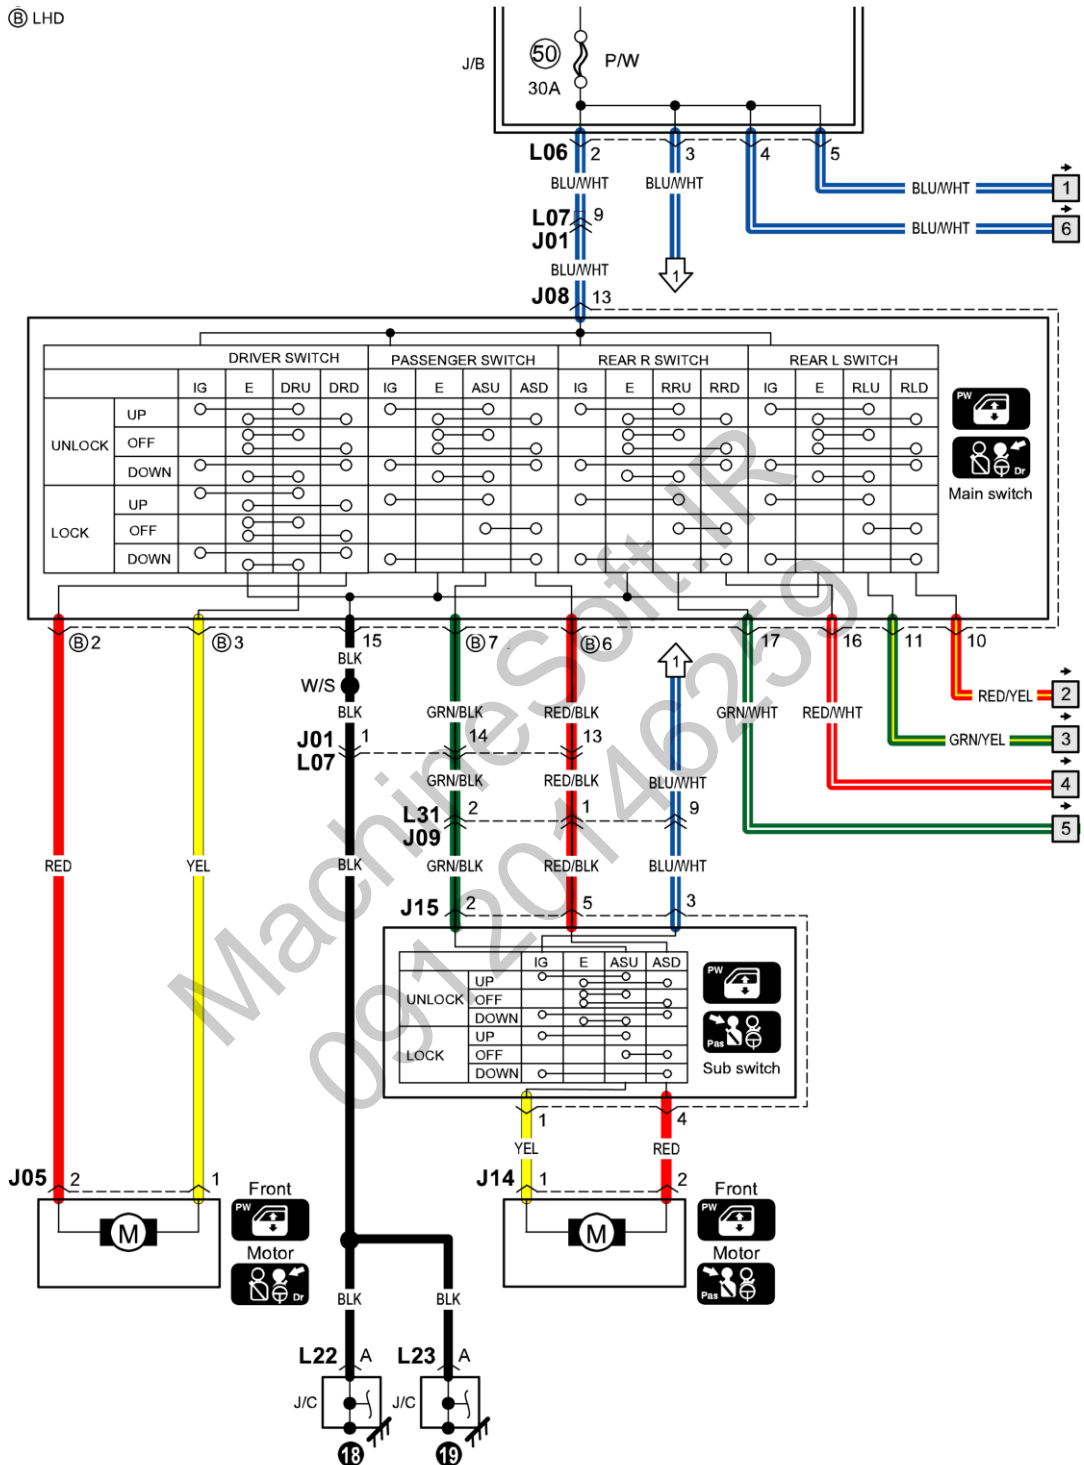 Ⓑ LHD
J/B
50
30A
P/W
L06 2 3 4 5
BLU/WHT BLU/WHT BLU/WHT 1
L07 9
J01
BLU/WHT 6
BLU/WHT
1
J08 13
DRIVER SWITCH PASSENGER SWITCH REAR R SWITCH REAR L SWITCH
IG E DRU DRD IG E ASU ASD IG E RRU RRD IG E RLU RLD
UNLOCK
UP
OFF
DOWN
LOCK
UP
OFF
DOWN
PW
Dr
Main switch
Ⓑ2 Ⓑ3 15 Ⓑ7 Ⓑ6 17 16 11 10
BLK
W/S
1
BLK GRN/BLK RED/BLK GRN/WHT RED/WHT
RED/YEL 2
GRN/YEL 3
4
5
J01 1 14 13
L07
GRN/BLK RED/BLK BLU/WHT
L31 2 1 9
J09
RED YEL BLK GRN/BLK RED/BLK BLU/WHT
J15 2 5 3
IG E ASU ASD
UNLOCK
UP
OFF
DOWN
LOCK
UP
OFF
DOWN
PW
Pas
Sub switch
1 4
YEL RED
J05 2 1
J14 1 2
M
Front
PW
Motor
Dr
M
Front
PW
Motor
Pas
BLK BLK
L22 A L23 A
J/C J/C
18 19
MachineSoft.IR
09120146259